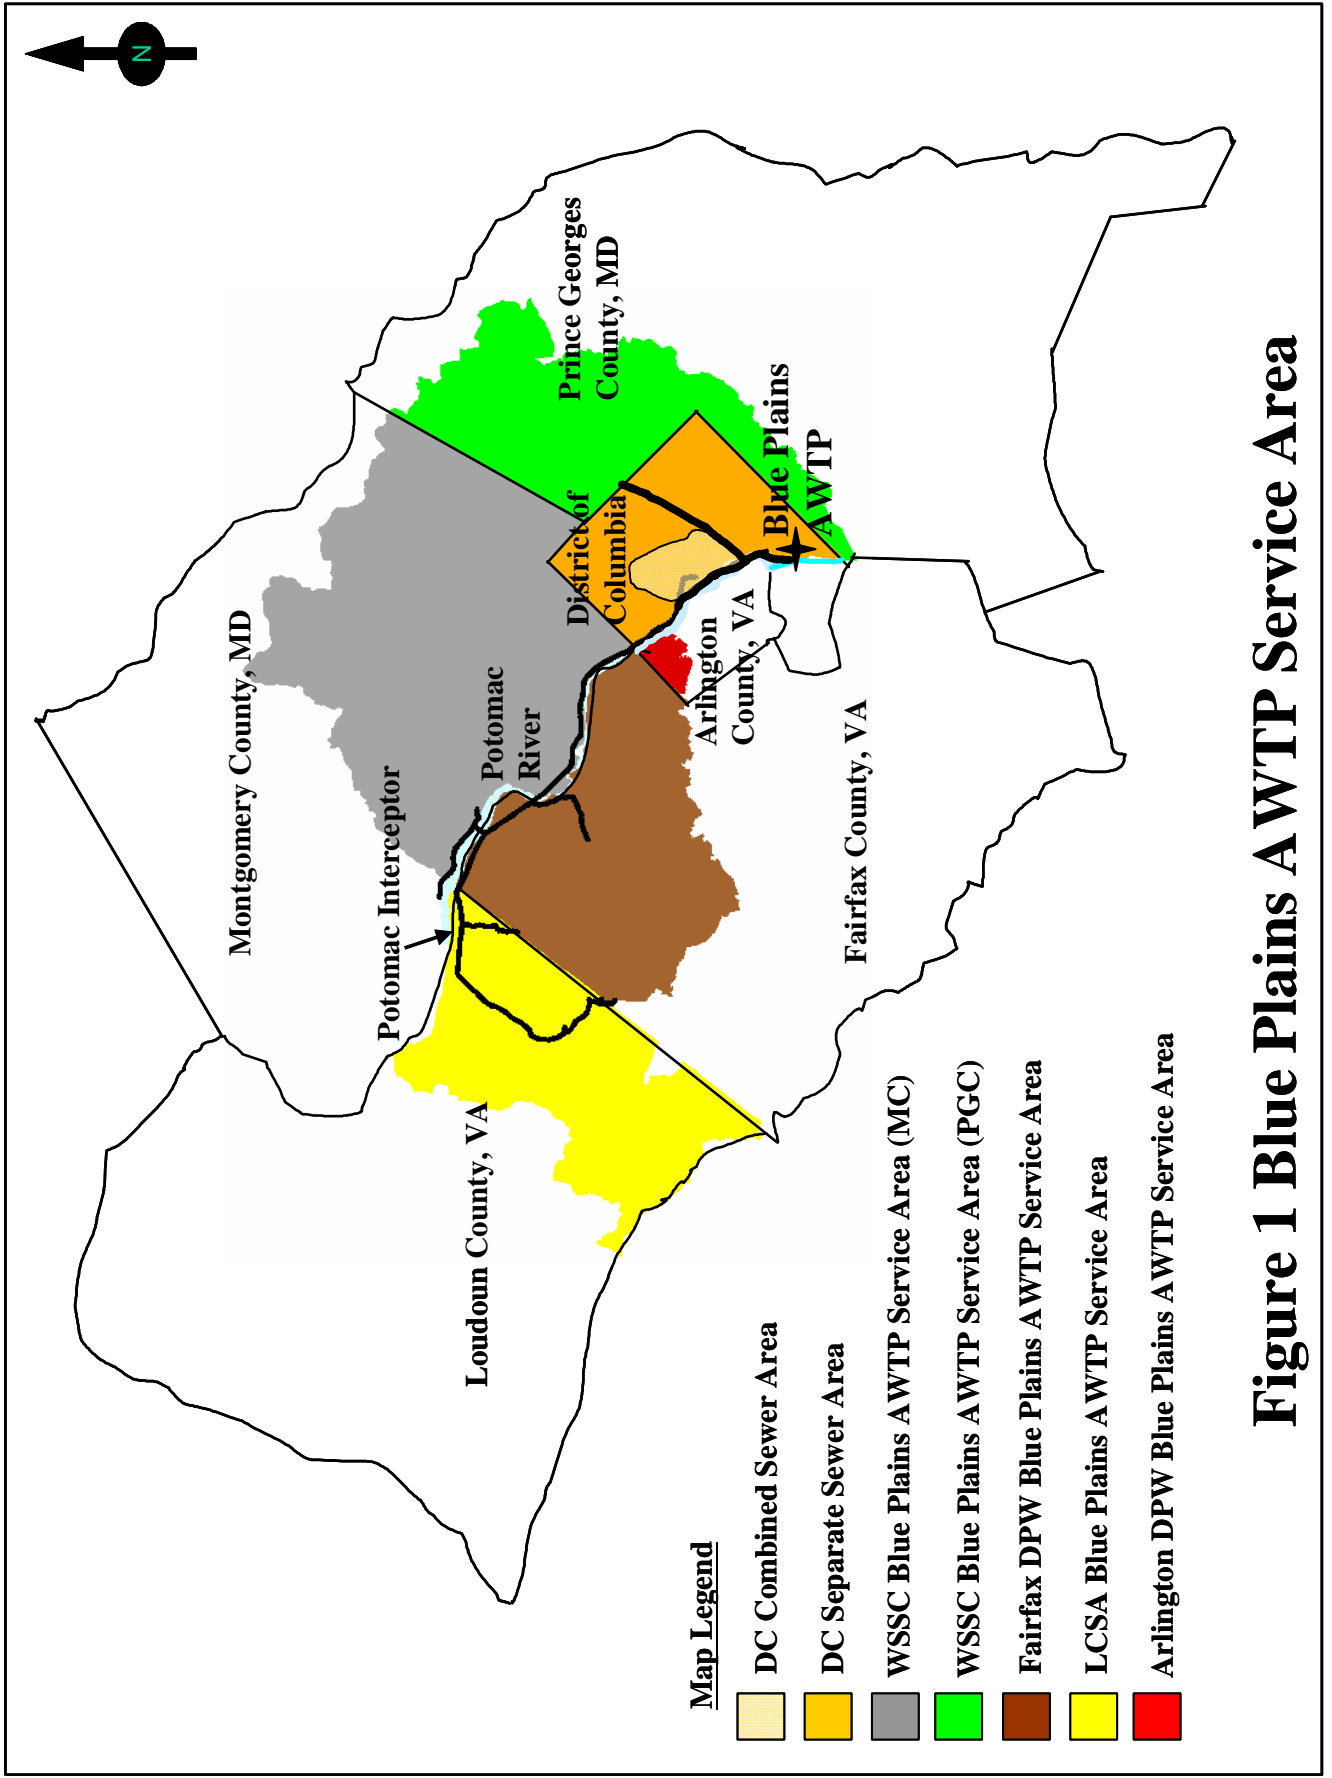 N
Montgomery County, MD
Prince Georges
County, MD
Potomac Interceptor
Potomac
River
District of
Columbia
Loudoun County, VA
Arlington
County, VA
Blue Plains
AWTP
Fairfax County, VA
Map Legend
DC Combined Sewer Area
DC Separate Sewer Area
WSSC Blue Plains AWTP Service Area (MC)
WSSC Blue Plains AWTP Service Area (PGC)
Fairfax DPW Blue Plains AWTP Service Area
LCSA Blue Plains AWTP Service Area
Arlington DPW Blue Plains AWTP Service Area
Figure 1 Blue Plains AWTP Service Area